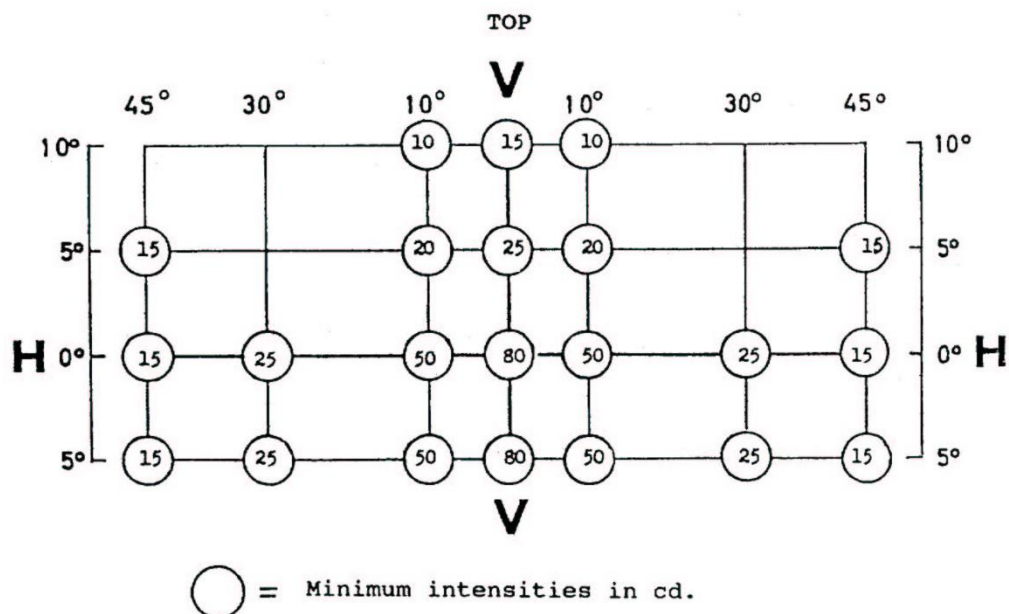 TOP
V
45° 30° 10° 10° 30° 45°
10° 10 15 10 10°
5° 15 20 25 20 15 5°
H 0° 15 25 50 80 50 25 15 0° H
5° 15 25 50 80 50 25 15 5°
V
= Minimum intensities in cd.